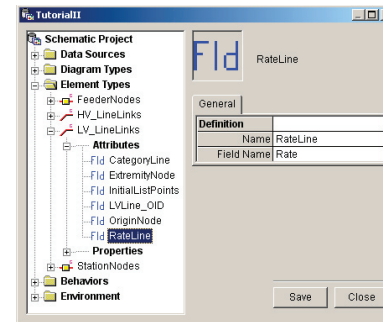 TutorialII
Schematic Project
Data Sources
Diagram Types
Element Types
FeederNodes
HV_LineLinks
LV_LineLinks
Attributes
Fld CategoryLine
Fld ExtremityNode
Fld InitialListPoints
Fld LVLine_OID
Fld OriginNode
Fld RateLine
Properties
StationNodes
Behaviors
Environment
Fld RateLine
General
Definition
Name RateLine
Field Name Rate
Save Close